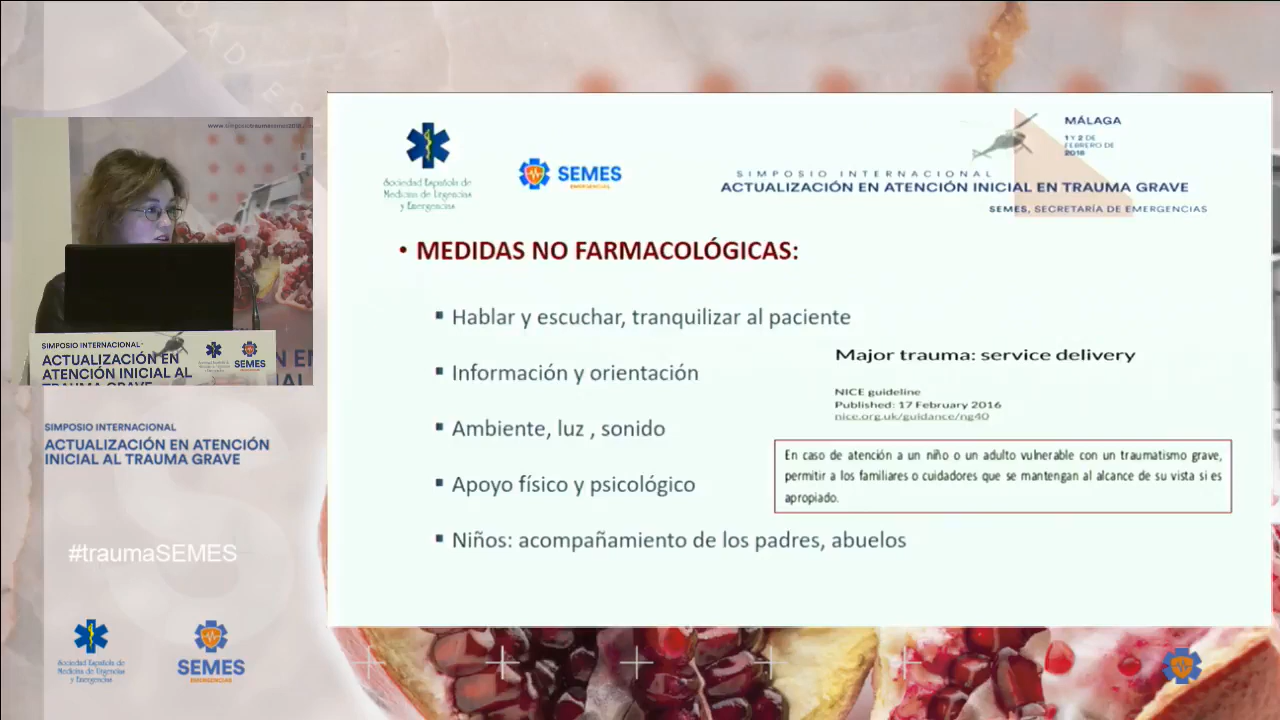 Sociedad Española de
Medicina de Urgencias
y Emergencias
SEMES
EMERGENCIAS
MÁLAGA
1 Y 2 DE
FEBRERO DE
2018
SIMPOSIO INTERNACIONAL
ACTUALIZACIÓN EN ATENCIÓN INICIAL EN TRAUMA GRAVE
SEMES, SECRETARÍA DE EMERGENCIAS
• MEDIDAS NO FARMACOLÓGICAS:
▪ Hablar y escuchar, tranquilizar al paciente
▪ Información y orientación
▪ Ambiente, luz , sonido
▪ Apoyo físico y psicológico
▪ Niños: acompañamiento de los padres, abuelos
Major trauma: service delivery
NICE guideline
Published: 17 February 2016
nice.org.uk/guidance/ng40
En caso de atención a un niño o un adulto vulnerable con un traumatismo grave,
permitir a los familiares o cuidadores que se mantengan al alcance de su vista si es
apropiado.
SIMPOSIO INTERNACIONAL
ACTUALIZACIÓN EN
ATENCIÓN INICIAL AL
TRAUMA GRAVE
SEMES
SIMPOSIO INTERNACIONAL
ACTUALIZACIÓN EN ATENCIÓN
INICIAL AL TRAUMA GRAVE
#traumaSEMES
Sociedad Española de
Medicina de Urgencias
y Emergencias
SEMES
EMERGENCIAS